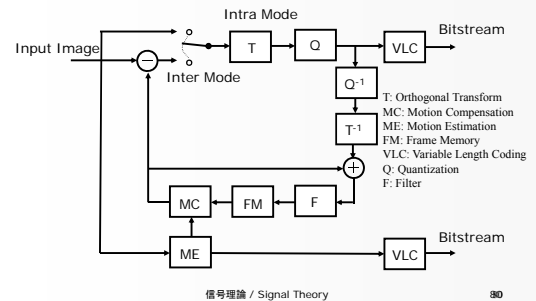 Intra Mode
Bitstream
Input Image
T
Q
VLC
Inter Mode
Q-1
T-1
T: Orthogonal Transform
MC: Motion Compensation
ME: Motion Estimation
FM: Frame Memory
VLC: Variable Length Coding
Q: Quantization
F: Filter
MC
FM
F
ME
VLC
Bitstream
信号理論 / Signal Theory